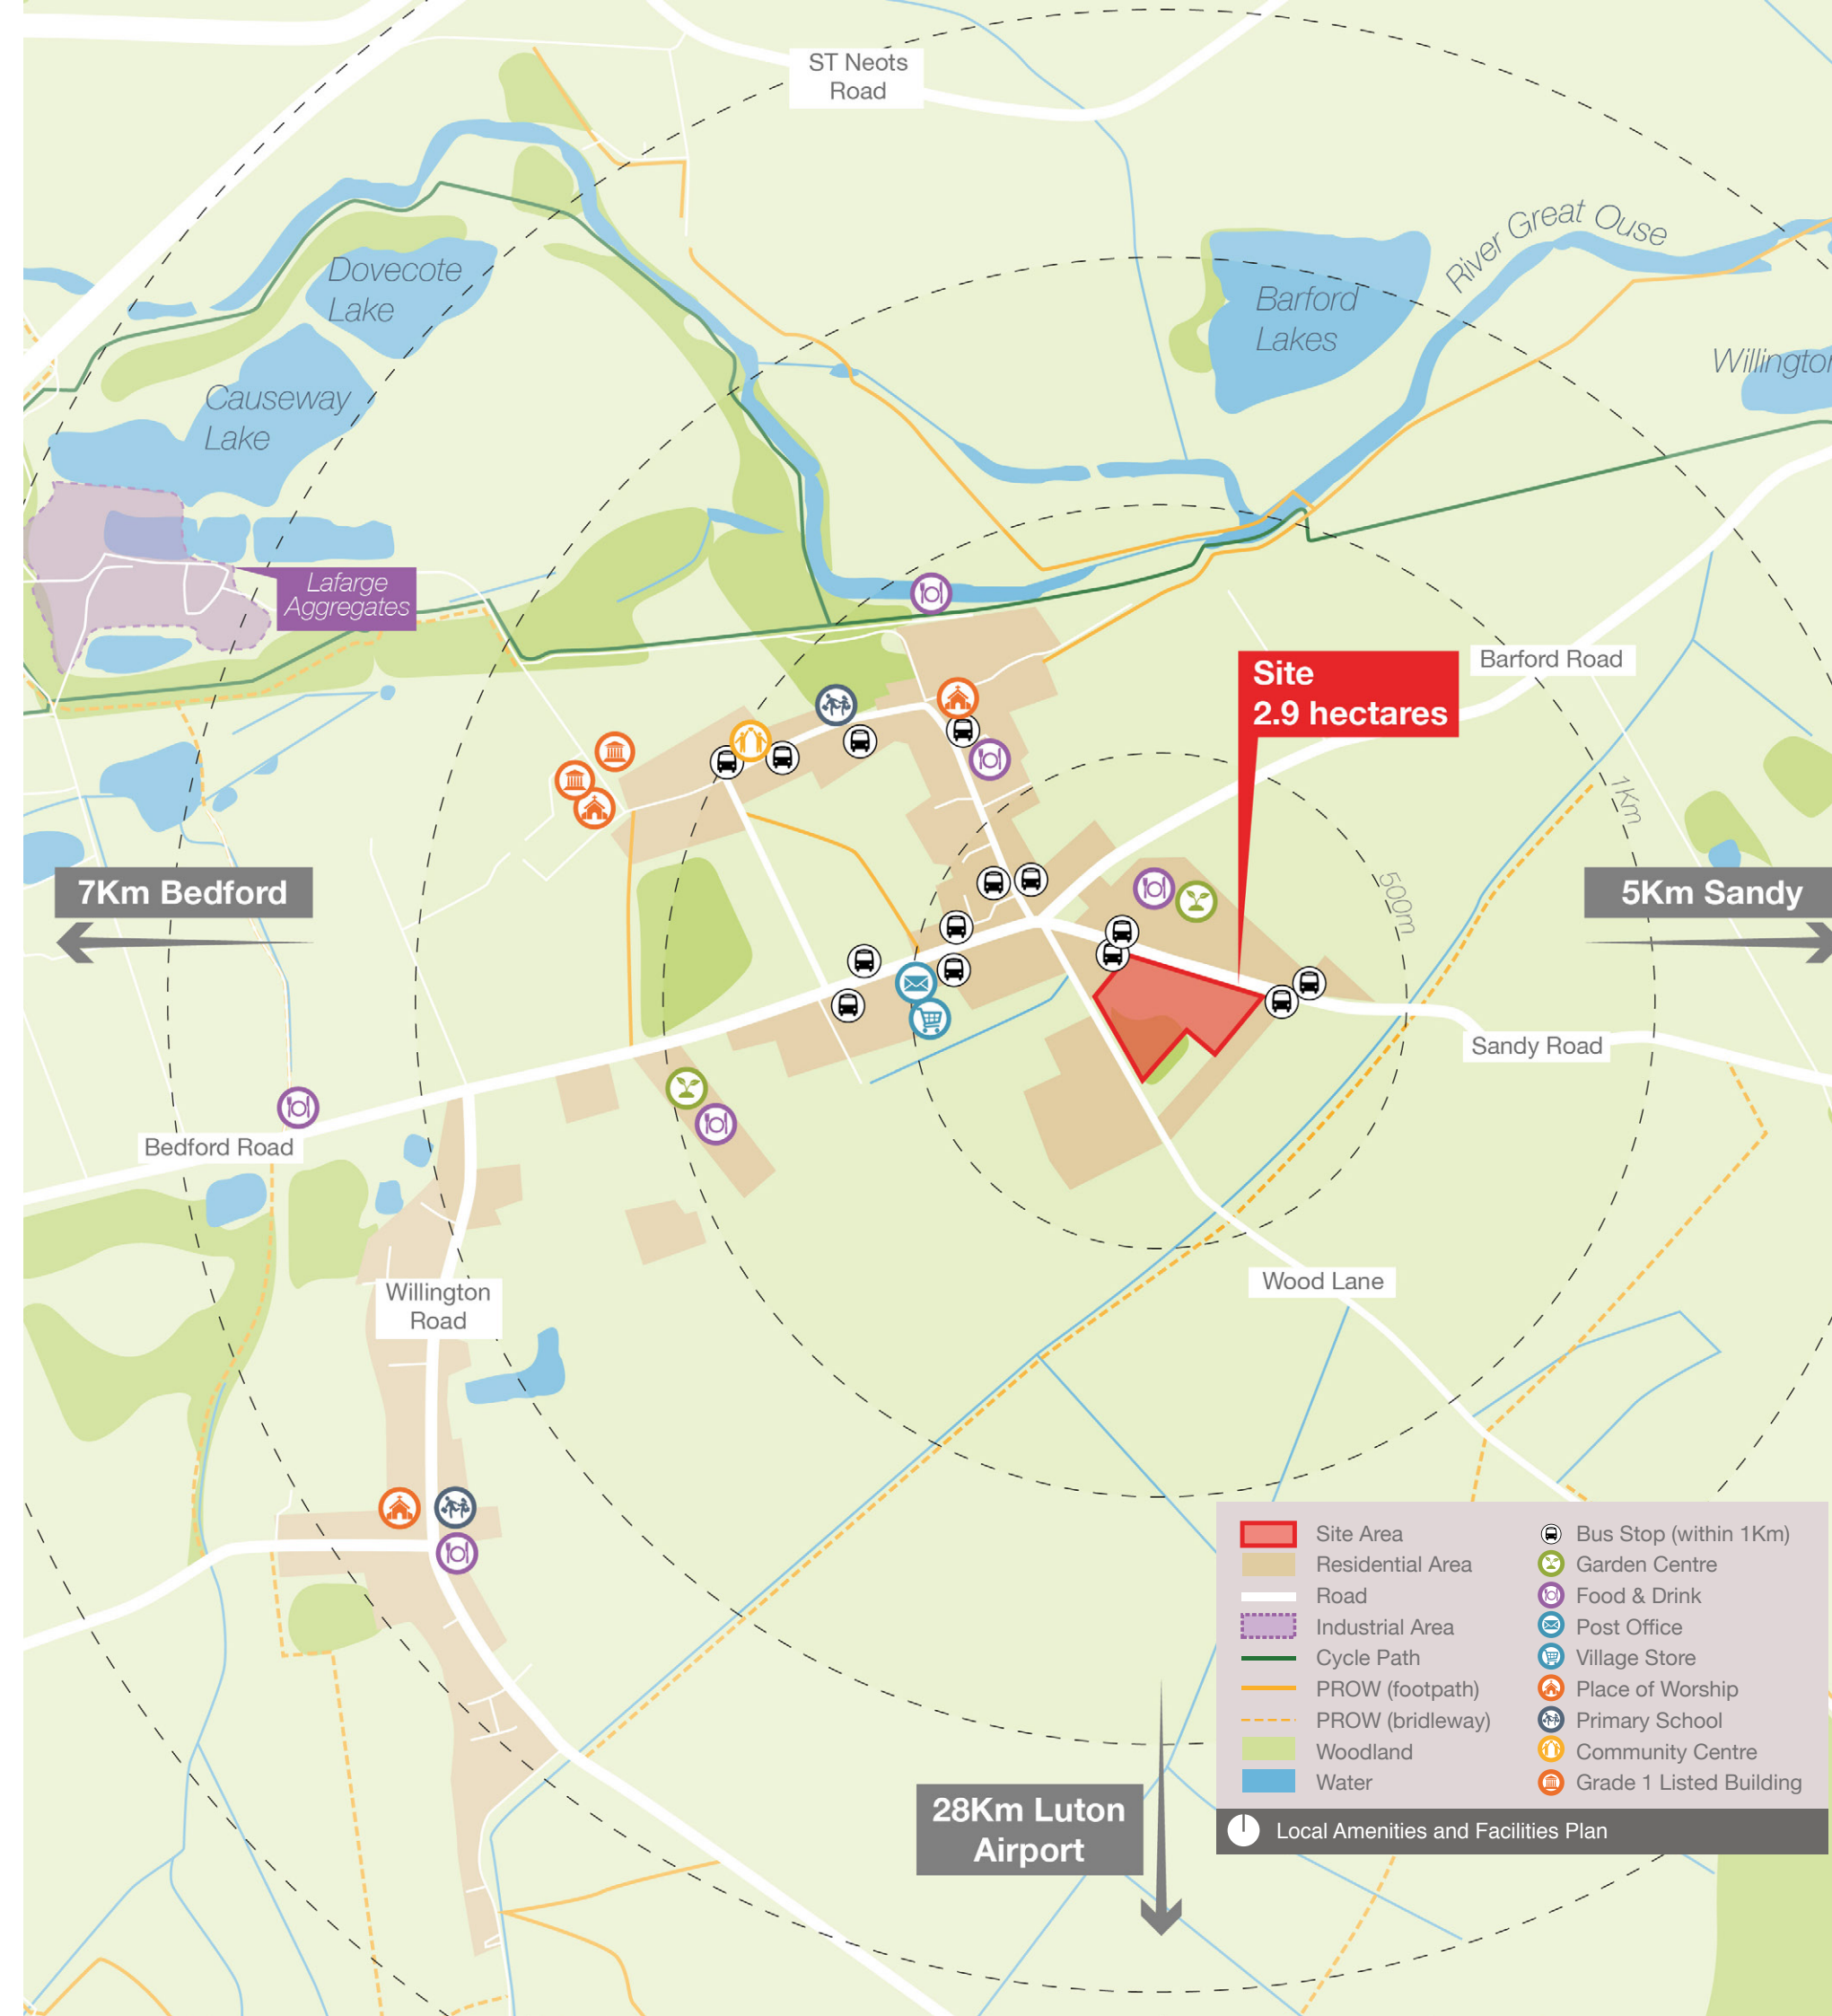 ST Neots
Road
River Great Ouse
Dovecote
Lake
Barford
Lakes
Causeway
Lake
Lafarge
Aggregates
Barford Road
Site
2.9 hectares
1Km
500m
7Km Bedford
5Km Sandy
Sandy Road
Bedford Road
Wood Lane
Willington
Road
Site Area
Residential Area
Road
Industrial Area
Cycle Path
PROW (footpath)
PROW (bridleway)
Woodland
Water
Bus Stop (within 1Km)
Garden Centre
Food & Drink
Post Office
Village Store
Place of Worship
Primary School
Community Centre
Grade 1 Listed Building
28Km Luton
Airport
Local Amenities and Facilities Plan